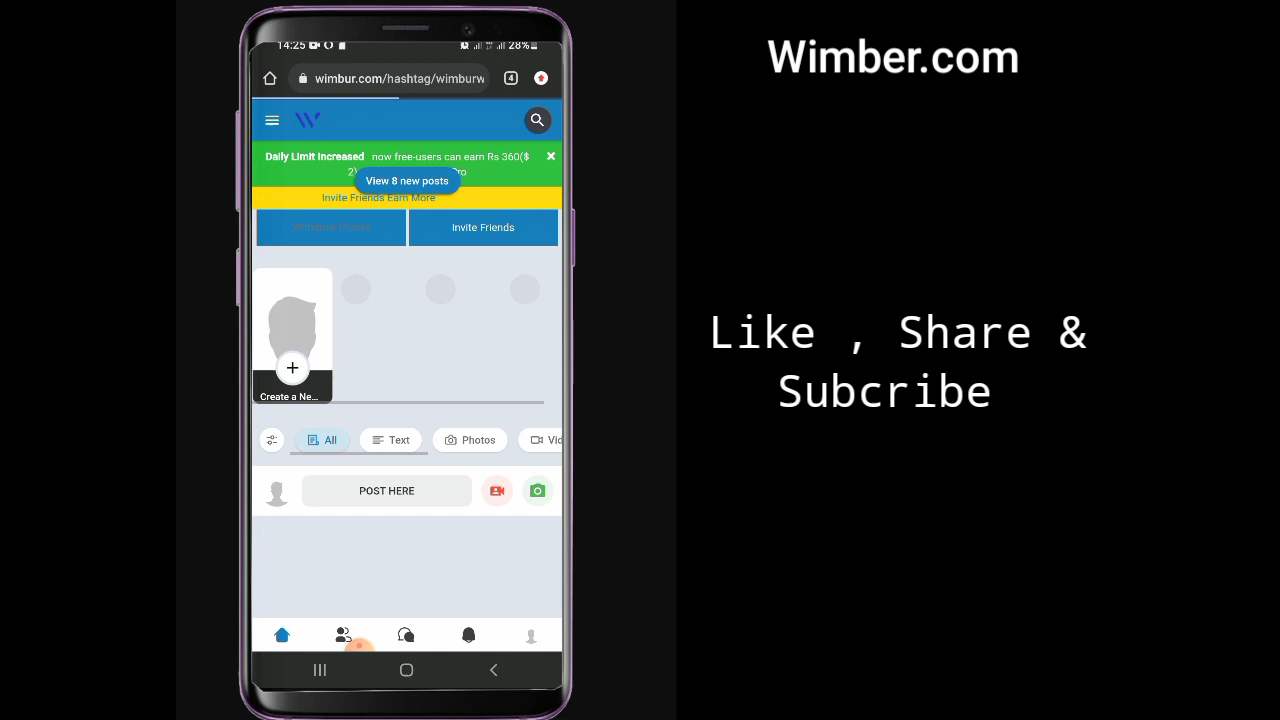 Wimber.com
14:25
28%
wimbur.com/hashtag/wimburw
4
Daily Limit Increased now free-users can earn Rs 360($
View 8 new posts
Invite Friends Earn More
Invite Friends
Create a Ne...
All
Text
Photos
Vid
POST HERE
Like , Share &
Subcribe